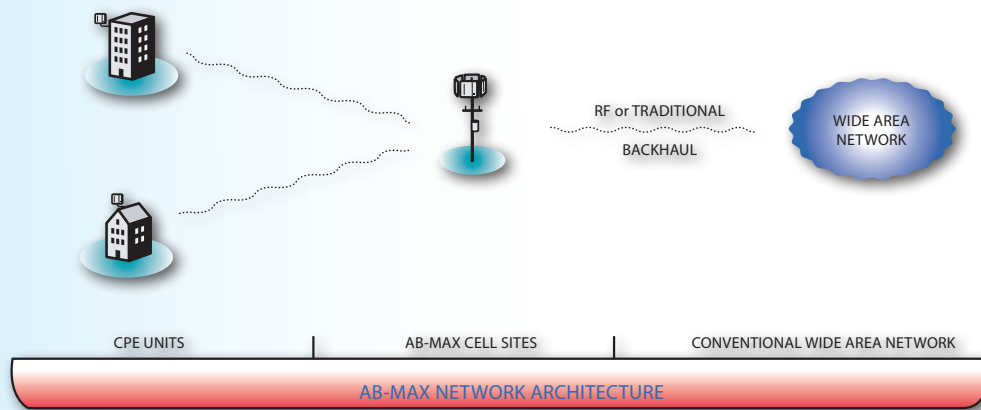 RF or TRADITIONAL
BACKHAUL
WIDE AREA
NETWORK
CPE UNITS
AB-MAX CELL SITES
CONVENTIONAL WIDE AREA NETWORK
AB-MAX NETWORK ARCHITECTURE